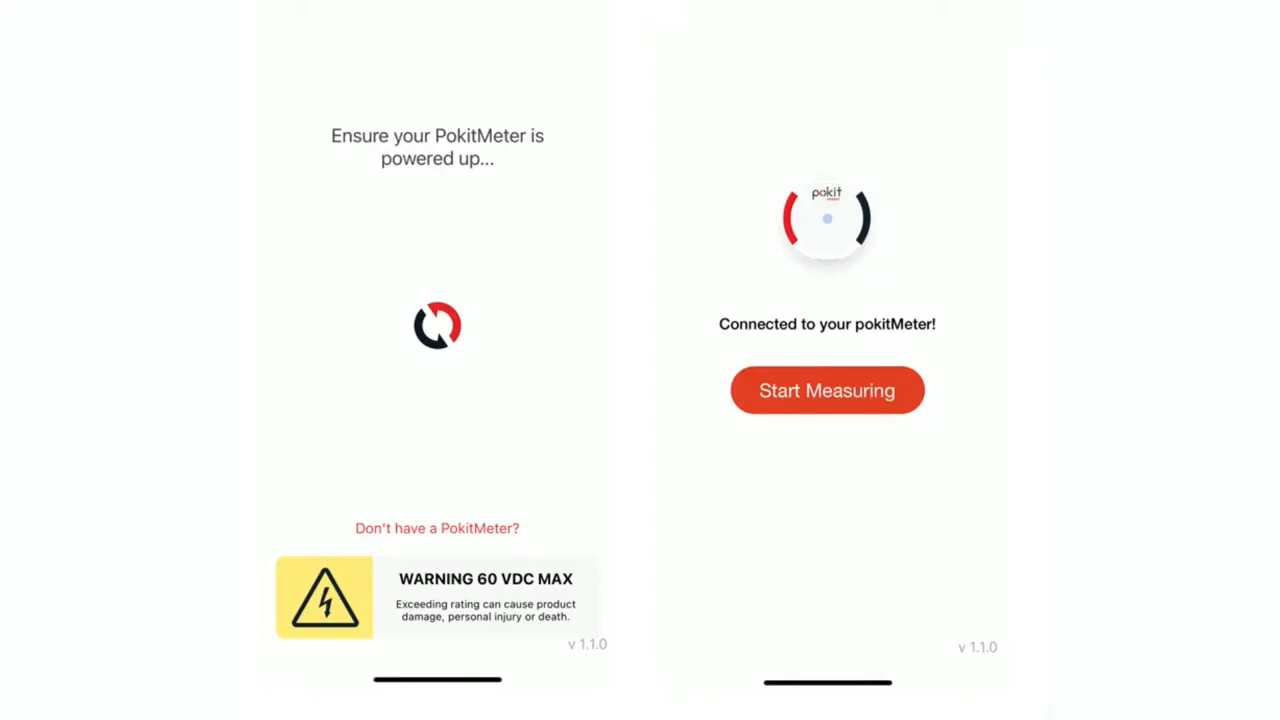 Ensure your PokitMeter is
powered up...
Don't have a PokitMeter?
WARNING 60 VDC MAX
Exceeding rating can cause product
damage, personal injury or death.
v 1.1.0
pokit
Connected to your pokitMeter!
Start Measuring
v 1.1.0